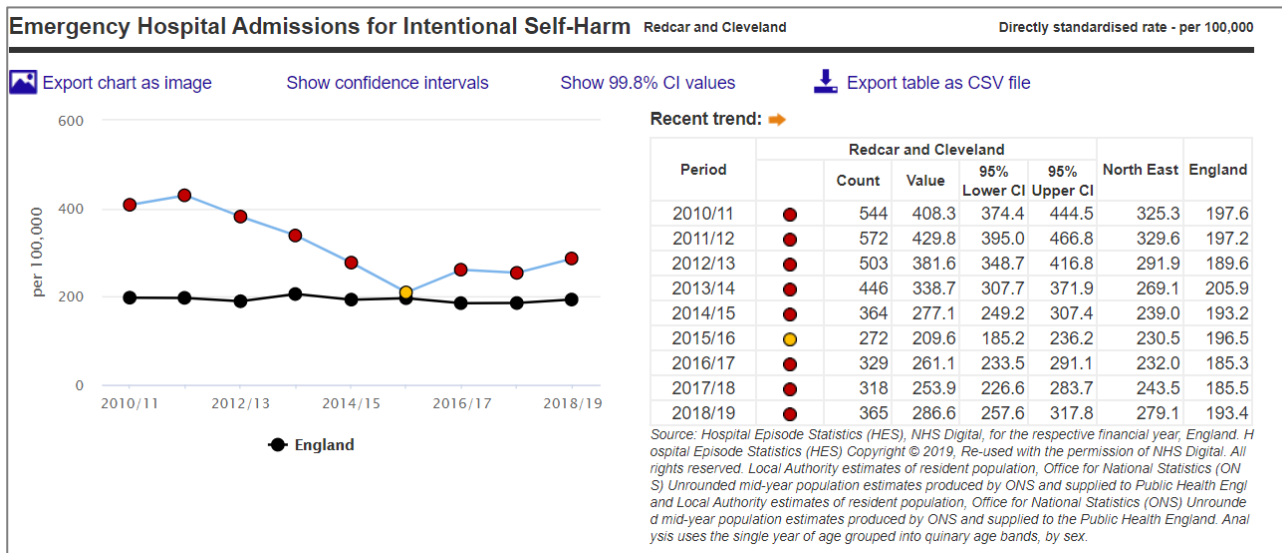 Emergency Hospital Admissions for Intentional Self-Harm Redcar and Cleveland Directly standardised rate - per 100,000
Export chart as image Show confidence intervals Show 99.8% CI values Export table as CSV file
600
400
200
0
per 100,000
2010/11 2012/13 2014/15 2016/17 2018/19
England
Recent trend:
Period Redcar and Cleveland North East England
Count Value 95% Lower CI 95% Upper CI
2010/11 544 408.3 374.4 444.5 325.3 197.6
2011/12 572 429.8 395.0 466.8 329.6 197.2
2012/13 503 381.6 348.7 416.8 291.9 189.6
2013/14 446 338.7 307.7 371.9 269.1 205.9
2014/15 364 277.1 249.2 307.4 239.0 193.2
2015/16 272 209.6 185.2 236.2 230.5 196.5
2016/17 329 261.1 233.5 291.1 232.0 185.3
2017/18 318 253.9 226.6 283.7 243.5 185.5
2018/19 365 286.6 257.6 317.8 279.1 193.4
Source: Hospital Episode Statistics (HES), NHS Digital, for the respective financial year, England. H
ospital Episode Statistics (HES) Copyright © 2019, Re-used with the permission of NHS Digital. All
rights reserved. Local Authority estimates of resident population, Office for National Statistics (ON
S) Unrounded mid-year population estimates produced by ONS and supplied to Public Health Engl
and Local Authority estimates of resident population, Office for National Statistics (ONS) Unrounde
d mid-year population estimates produced by ONS and supplied to the Public Health England. Anal
ysis uses the single year of age grouped into quinary age bands, by sex.